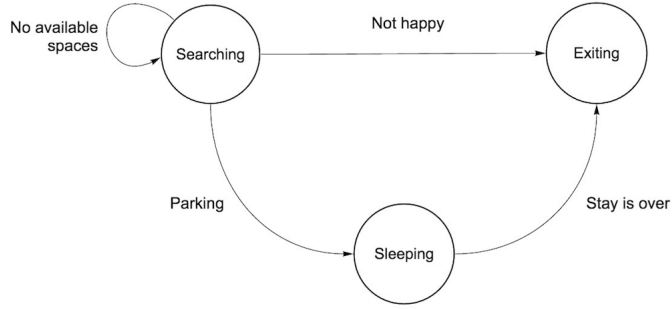 No available
spaces
Searching
Not happy
Exiting
Parking
Sleeping
Stay is over